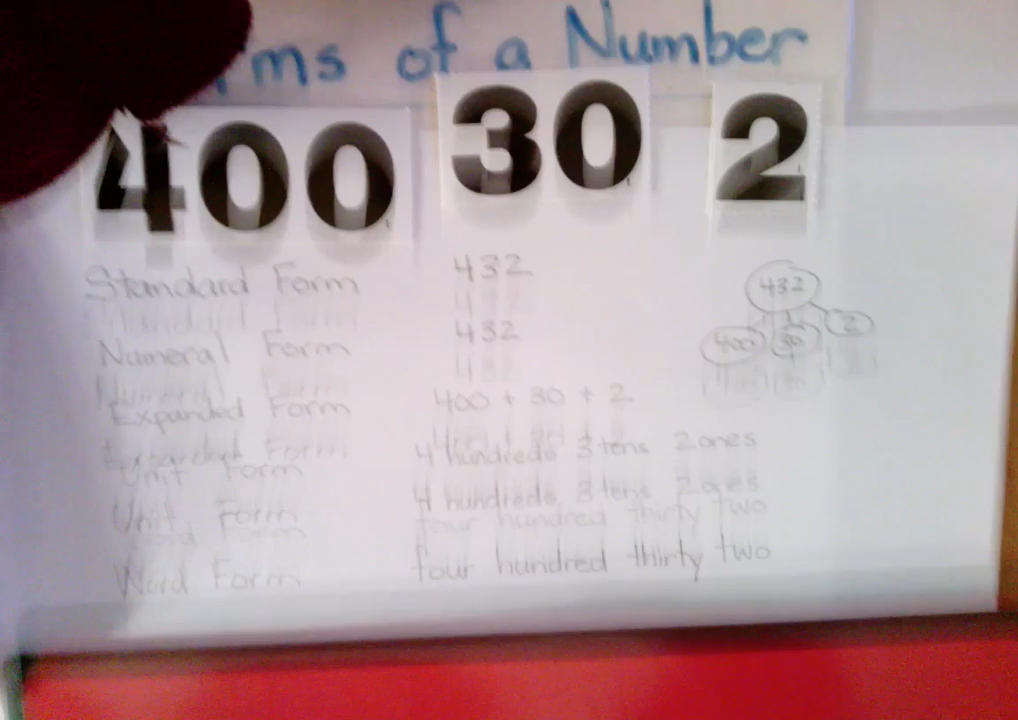 ms of a Number
400 30 2
Standard Form 432
Numeral Form 432
Expanded Form 400 + 30 + 2
Unit Form 4 hundreds 3 tens 2 ones
Word Form four hundred thirty two
432
400 30 2